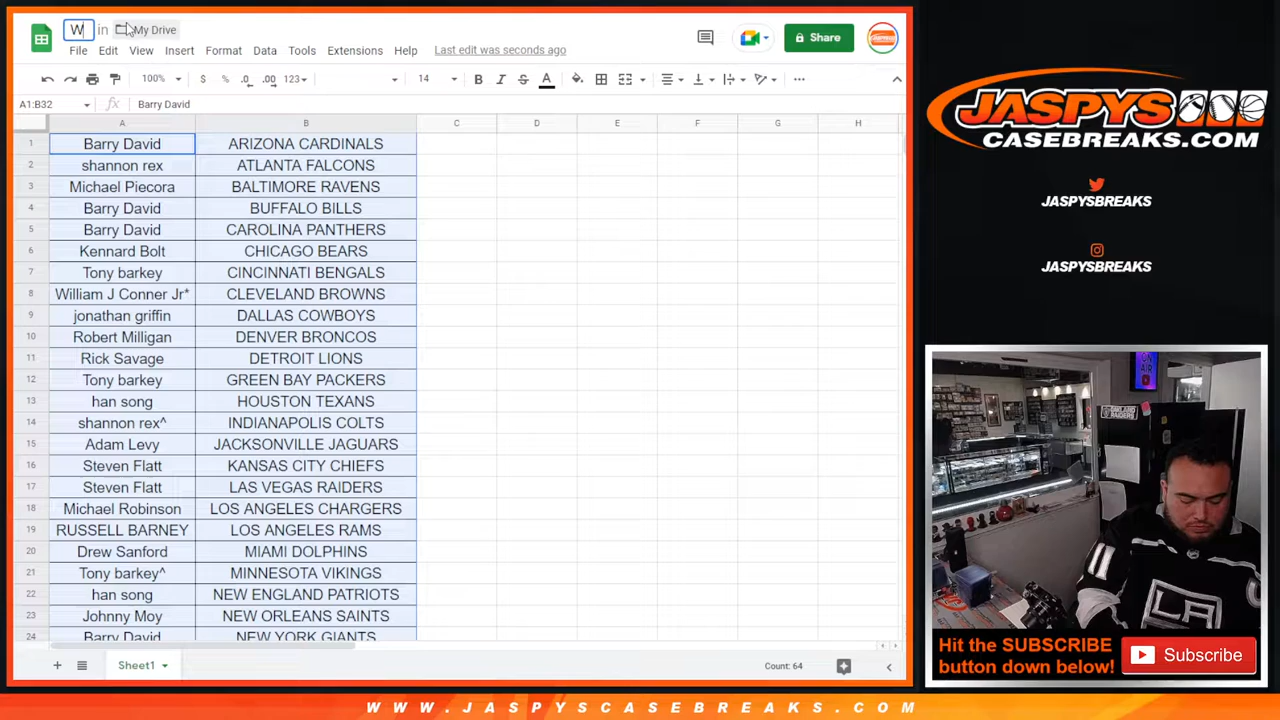 W in My Drive
File Edit View Insert Format Data Tools Extensions Help Last edit was seconds ago
Share
100% $ % .0 .00 123 14 B I S A
A1:B32 fx Barry David
A B C D E F G H
1 Barry David ARIZONA CARDINALS
2 shannon rex ATLANTA FALCONS
3 Michael Piecora BALTIMORE RAVENS
4 Barry David BUFFALO BILLS
5 Barry David CAROLINA PANTHERS
6 Kennard Bolt CHICAGO BEARS
7 Tony barkey CINCINNATI BENGALS
8 William J Conner Jr* CLEVELAND BROWNS
9 jonathan griffin DALLAS COWBOYS
10 Robert Milligan DENVER BRONCOS
11 Rick Savage DETROIT LIONS
12 Tony barkey GREEN BAY PACKERS
13 han song HOUSTON TEXANS
14 shannon rex^ INDIANAPOLIS COLTS
15 Adam Levy JACKSONVILLE JAGUARS
16 Steven Flatt KANSAS CITY CHIEFS
17 Steven Flatt LAS VEGAS RAIDERS
18 Michael Robinson LOS ANGELES CHARGERS
19 RUSSELL BARNEY LOS ANGELES RAMS
20 Drew Sanford MIAMI DOLPHINS
21 Tony barkey^ MINNESOTA VIKINGS
22 han song NEW ENGLAND PATRIOTS
23 Johnny Moy NEW ORLEANS SAINTS
24 Barry David NEW YORK GIANTS
Sheet1 Count: 64
JASPYS
CASEBREAKS.COM
JASPYSBREAKS
JASPYSBREAKS
ON AIR
11
LA
Hit the SUBSCRIBE
button down below!
Subscribe
WWW.JASPYSCASEBREAKS.COM